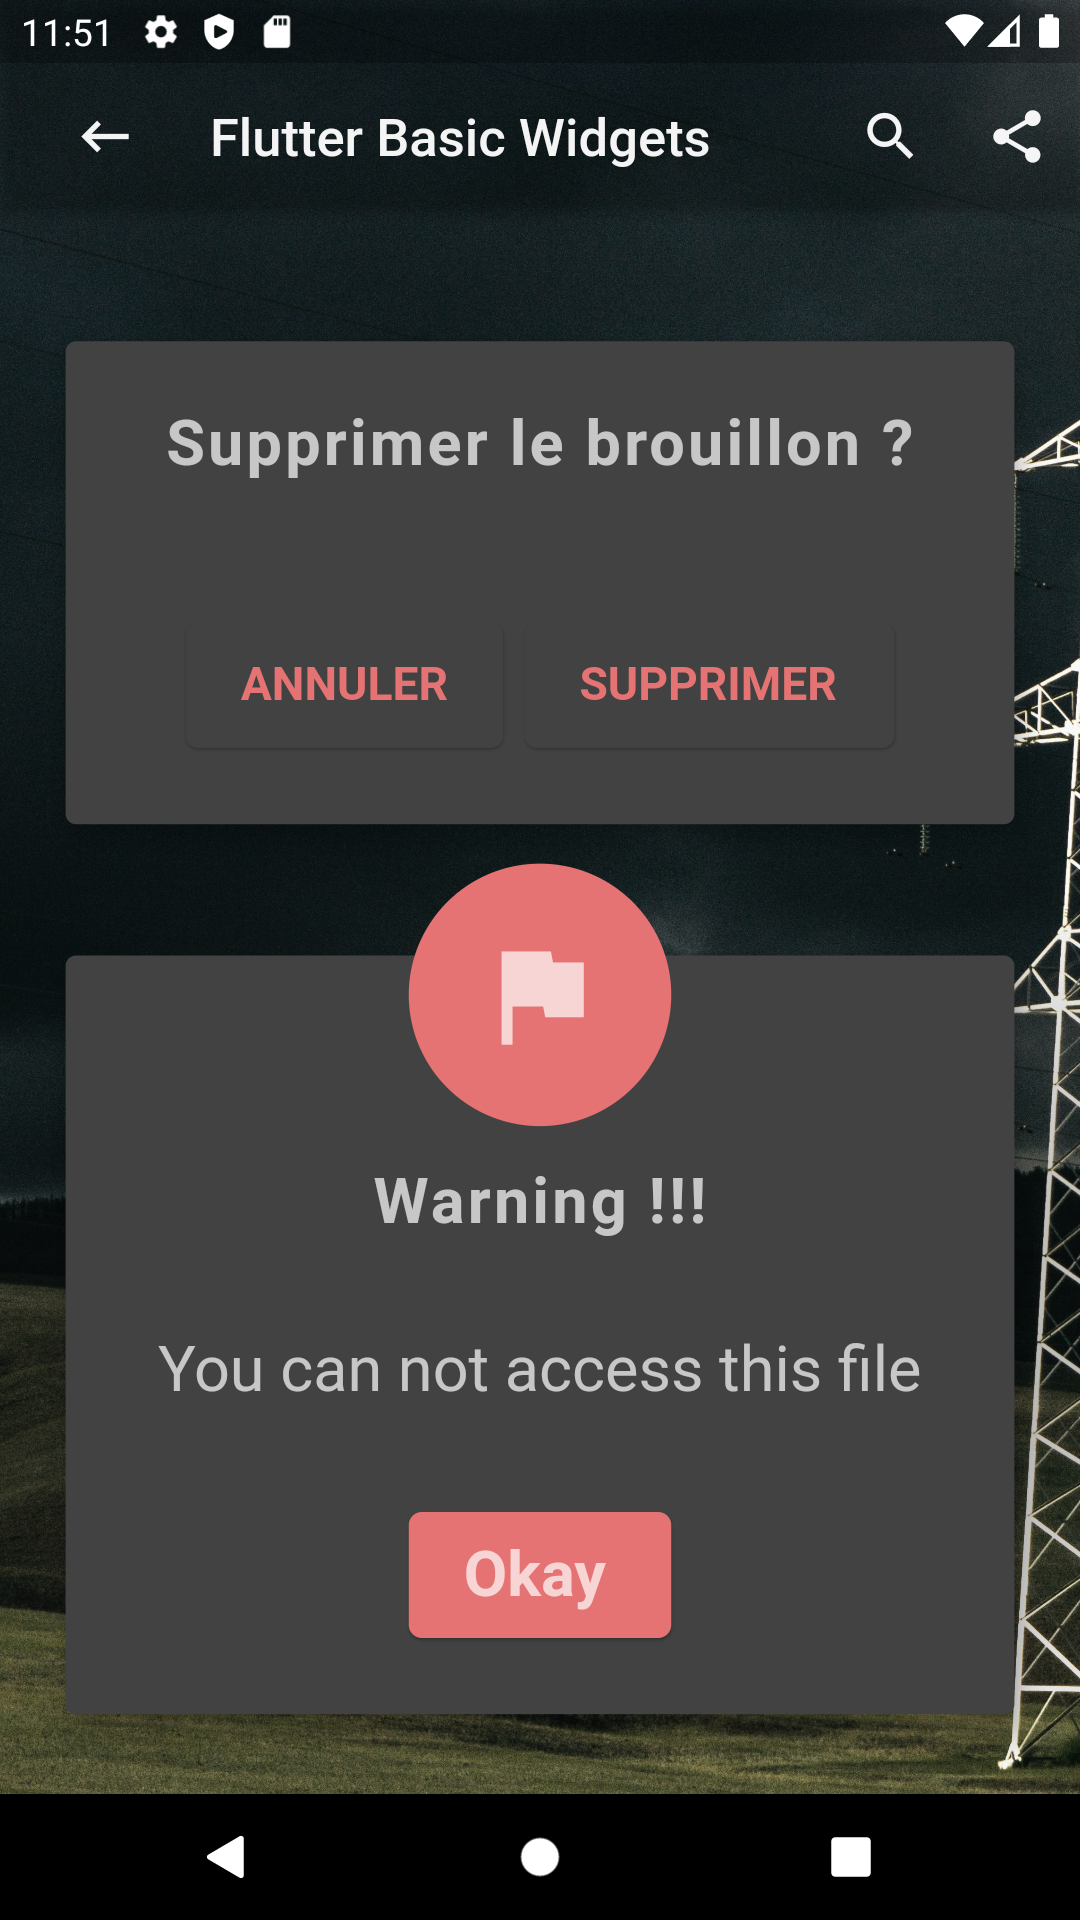 11:51
Flutter Basic Widgets
Supprimer le brouillon ?
ANNULER SUPPRIMER
Warning !!!
You can not access this file
Okay